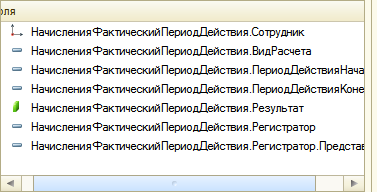 оля
НачисленияФактическийПериодДействия.Сотрудник
НачисленияФактическийПериодДействия.ВидРасчета
НачисленияФактическийПериодДействия.ПериодДействияНача
НачисленияФактическийПериодДействия.ПериодДействияКоне
НачисленияФактическийПериодДействия.Результат
НачисленияФактическийПериодДействия.Регистратор
НачисленияФактическийПериодДействия.Регистратор.Представ